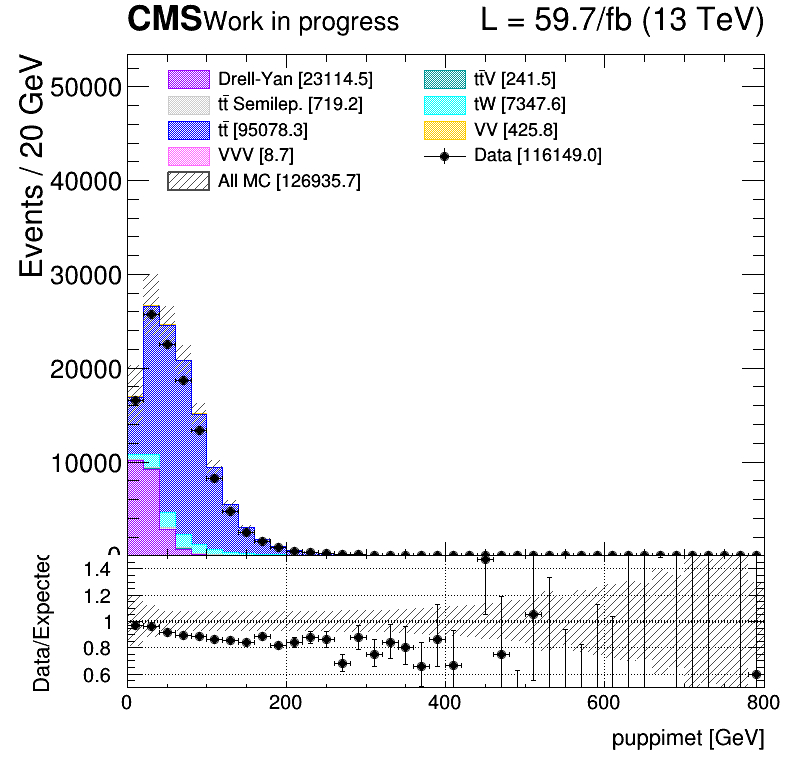 CMS Work in progress L = 59.7/fb (13 TeV)
Events / 20 GeV
50000
40000
30000
20000
10000
0
Drell-Yan [23114.5]
tt̄ Semilep. [719.2]
tt̄ [95078.3]
VVV [8.7]
All MC [126935.7]
tt̄V [241.5]
tW [7347.6]
VV [425.8]
Data [116149.0]
Data/Expected
1.4
1.2
1
0.8
0.6
0 200 400 600 800
puppimet [GeV]